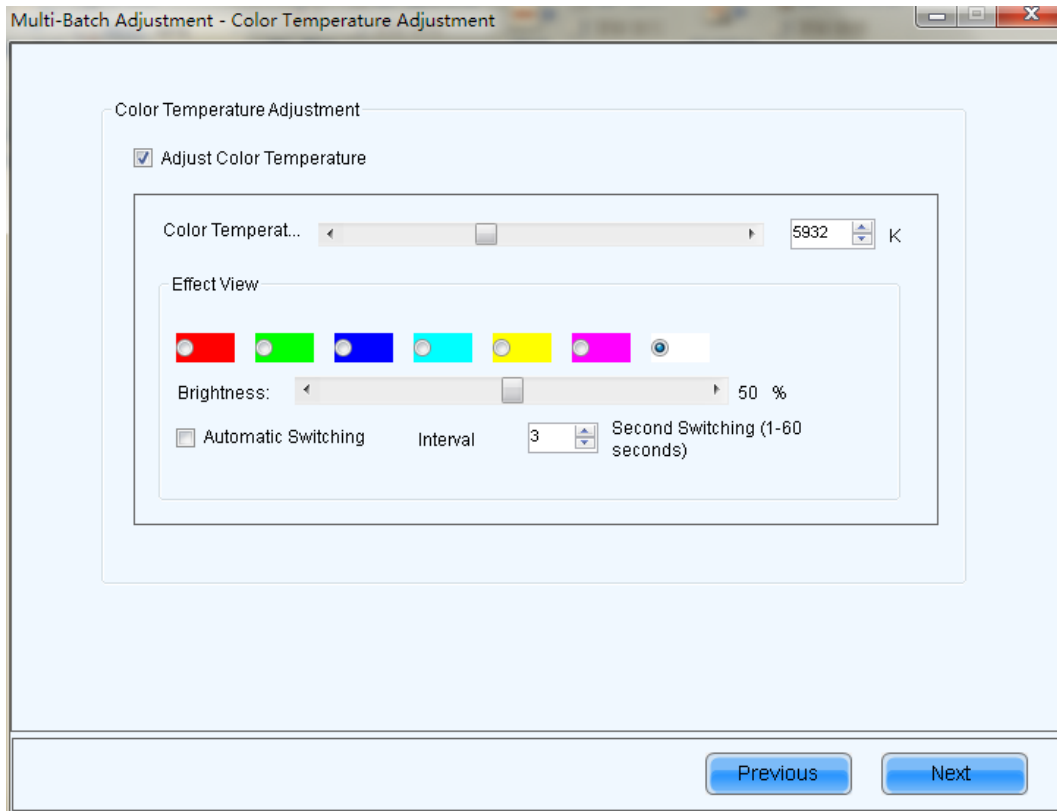 Multi-Batch Adjustment - Color Temperature Adjustment
Color Temperature Adjustment
Adjust Color Temperature
Color Temperat... 5932 K
Effect View
Brightness: 50 %
Automatic Switching Interval 3 Second Switching (1-60
seconds)
Previous Next